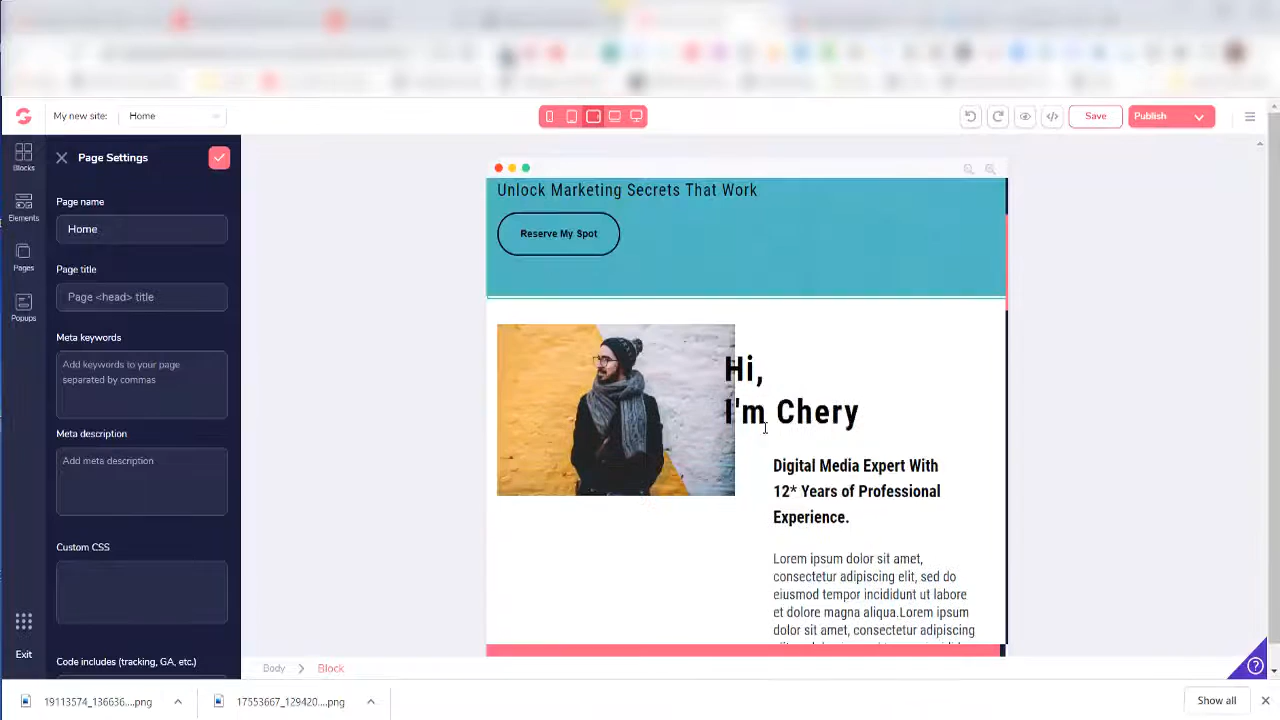 My new site:
Home
Save
Publish
Blocks
Elements
Pages
Popups
Exit
Page Settings
Page name
Home
Page title
Page <head> title
Meta keywords
Add keywords to your page
separated by commas
Meta description
Add meta description
Custom CSS
Code includes (tracking, GA, etc.)
Unlock Marketing Secrets That Work
Reserve My Spot
Hi,
I'm Chery
Digital Media Expert With
12* Years of Professional
Experience.
Lorem ipsum dolor sit amet,
consectetur adipiscing elit, sed do
eiusmod tempor incididunt ut labore
et dolore magna aliqua.Lorem ipsum
dolor sit amet, consectetur adipiscing
Body
Block
19113574_136636....png
17553667_129420....png
Show all